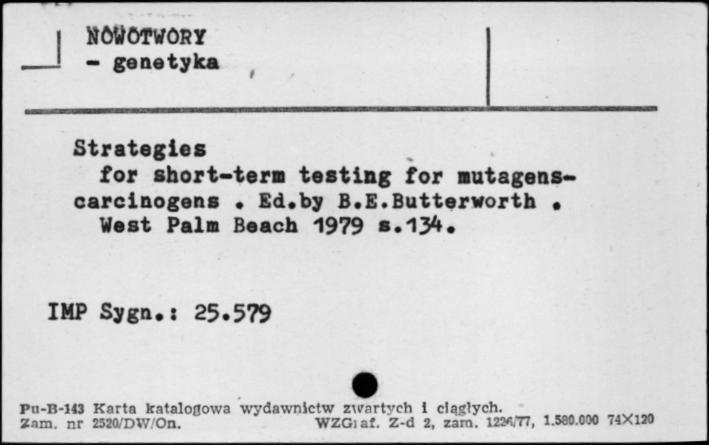 NOWOTWORY
- genetyka
Strategies
for short-term testing for mutagens-
carcinogens . Ed.by B.E.Butterworth .
West Palm Beach 1979 s.134.
IMP Sygn.: 25.579
Pu-B-143 Karta katalogowa wydawnictw zwartych i ciągłych.
Zam. nr 2520/DW/On. WZGraf. Z-d 2, zam. 1226/77, 1.580.000 74X120